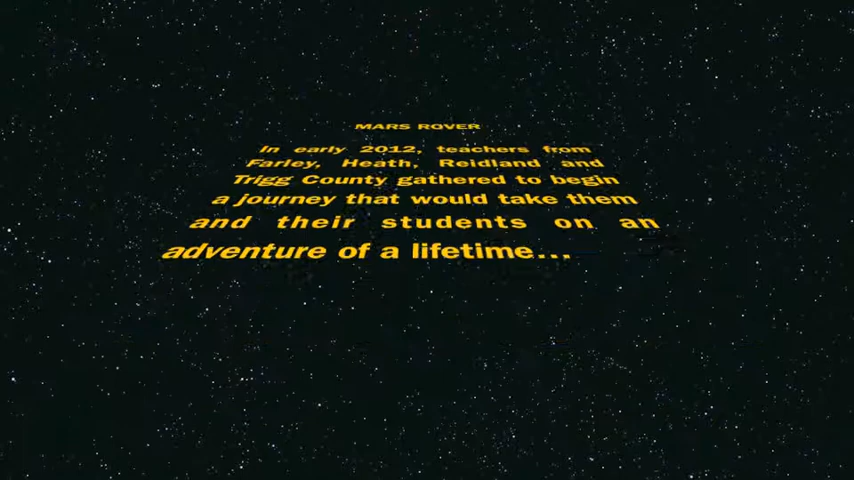 MARS ROVER
In early 2012, teachers from
Farley, Heath, Reidland and
Trigg County gathered to begin
a journey that would take them
and their students on an
adventure of a lifetime...